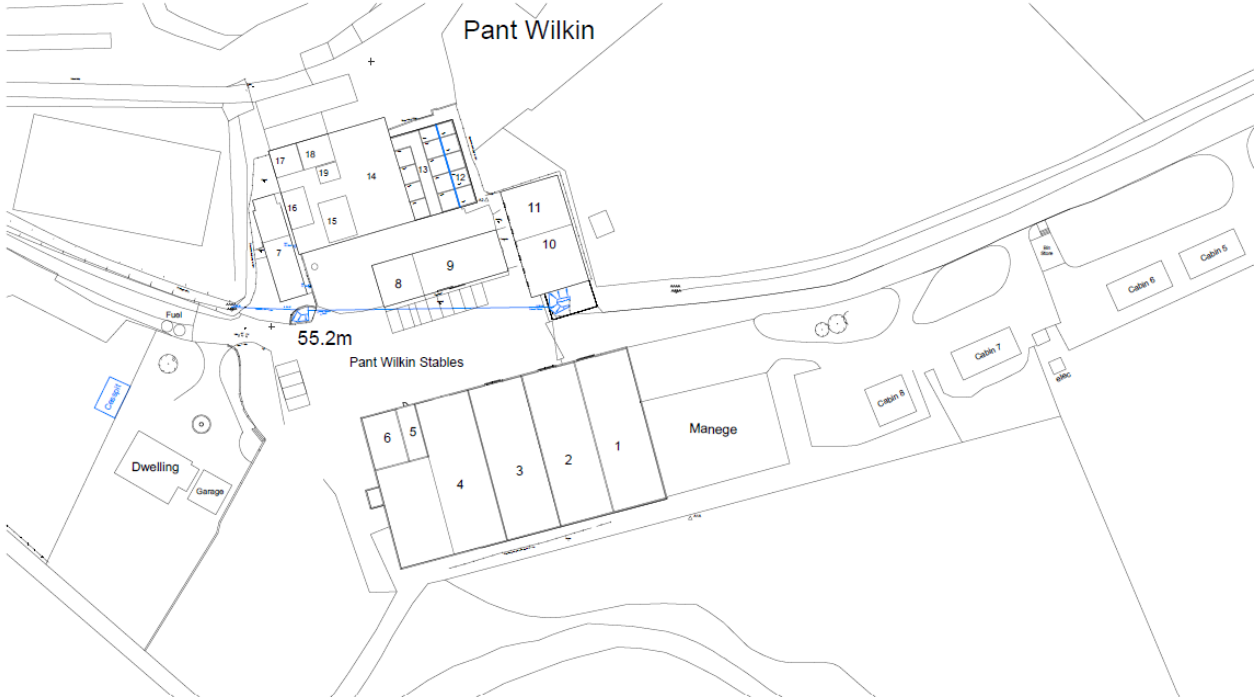 Pant Wilkin
17
18
19
14
13
12
16
15
7
11
10
8
9
Fuel
55.2m
Pant Wilkin Stables
Bin
Store
Cabin 5
Cabin 6
Cabin 7
Cabin 8
elec
Cesspit
Dwelling
Garage
6
5
4
3
2
1
Manege